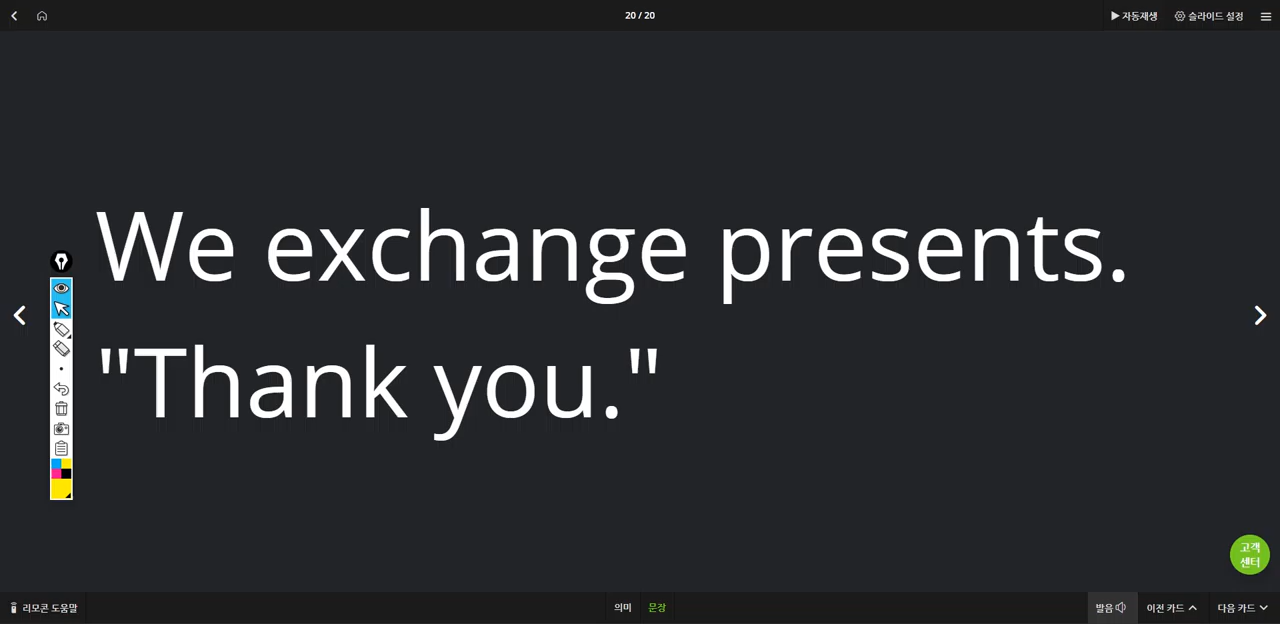 20 / 20
자동재생
슬라이드 설정
We exchange presents.
"Thank you."
고객
센터
리모콘 도움말
의미
문장
발음
이전 카드
다음 카드